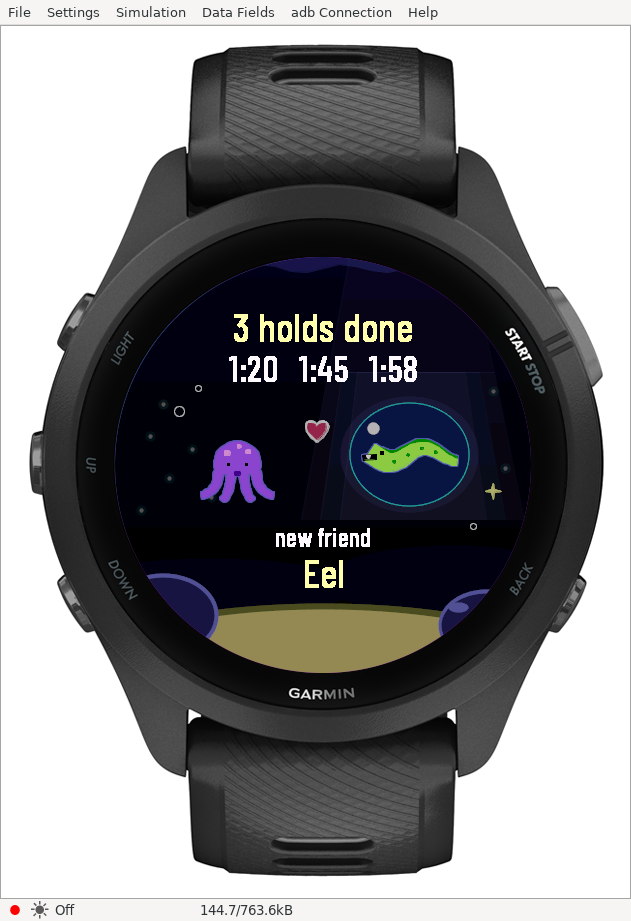 File Settings Simulation Data Fields adb Connection Help
3 holds done
1:20 1:45 1:58
START STOP
LIGHT
UP
DOWN
BACK
new friend
Eel
GARMIN
Off 144.7/763.6kB